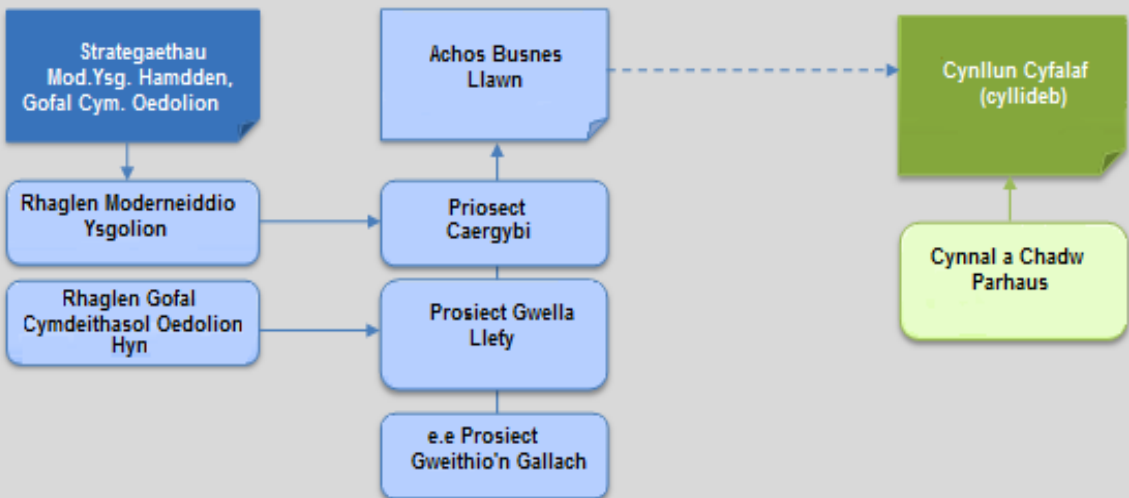 Strategaethau
Mod.Ysg. Hamdden,
Gofal Cym. Oedolion
Achos Busnes
Llawn
Cynllun Cyfalaf
(cyllideb)
Rhaglen Moderneiddio
Ysgolion
Priosect
Caergybi
Cynnal a Chadw
Parhaus
Rhaglen Gofal
Cymdeithasol Oedolion
Hyn
Prosiect Gwella
Llefy
e.e Prosiect
Gweithio'n Gallach